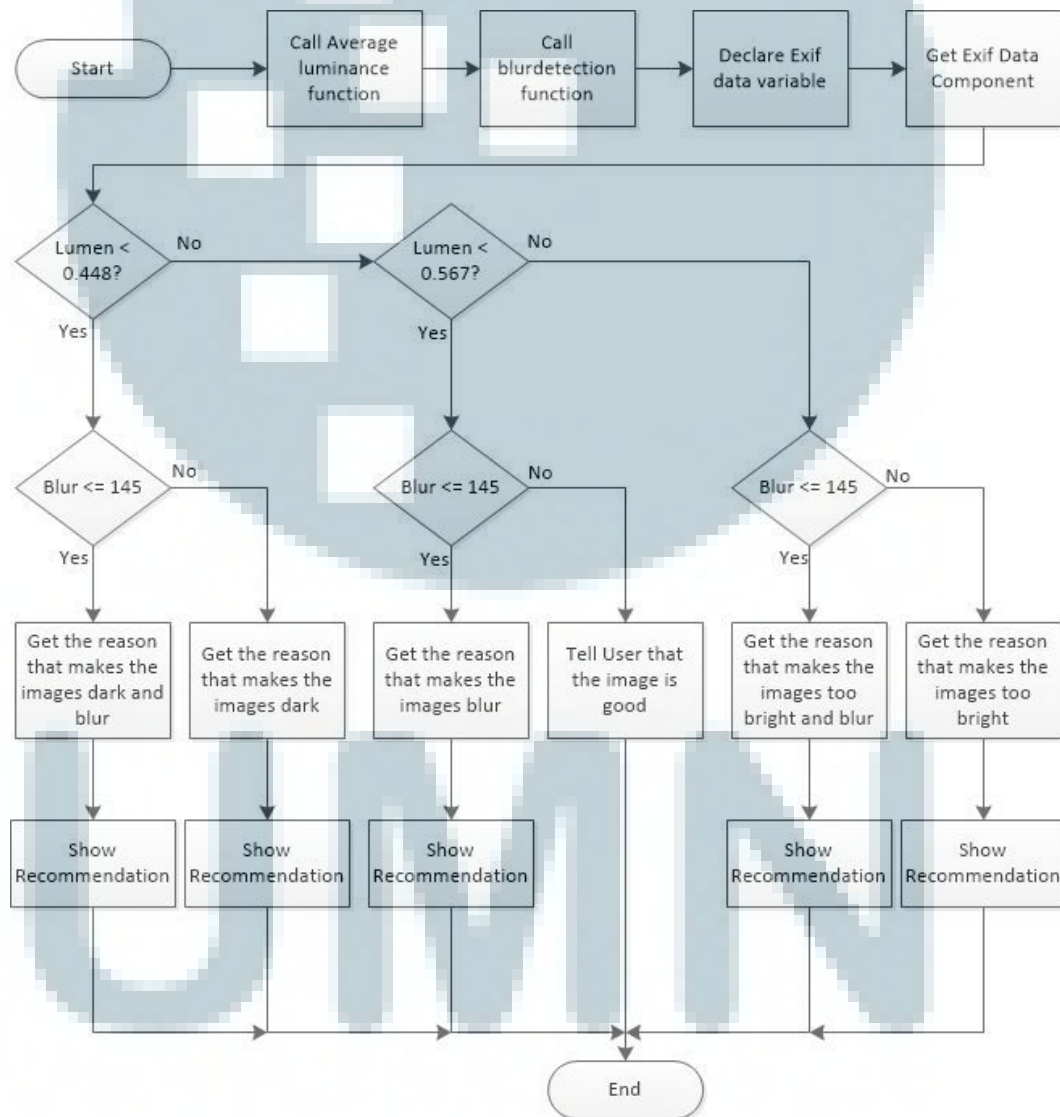 Start
Call Average
luminance
function
Call
blurdetection
function
Declare Exif
data variable
Get Exif Data
Component
Lumen <
0.448?
No
Yes
Lumen <
0.567?
No
Yes
Blur <= 145
No
Yes
Blur <= 145
No
Yes
Blur <= 145
No
Yes
Get the reason
that makes the
images dark and
blur
Get the reason
that makes the
images dark
Get the reason
that makes the
images blur
Tell User that
the image is
good
Get the reason
that makes the
images too
bright and blur
Get the reason
that makes the
images too
bright
Show
Recommendation
Show
Recommendation
Show
Recommendation
Show
Recommendation
Show
Recommendation
End
UMN